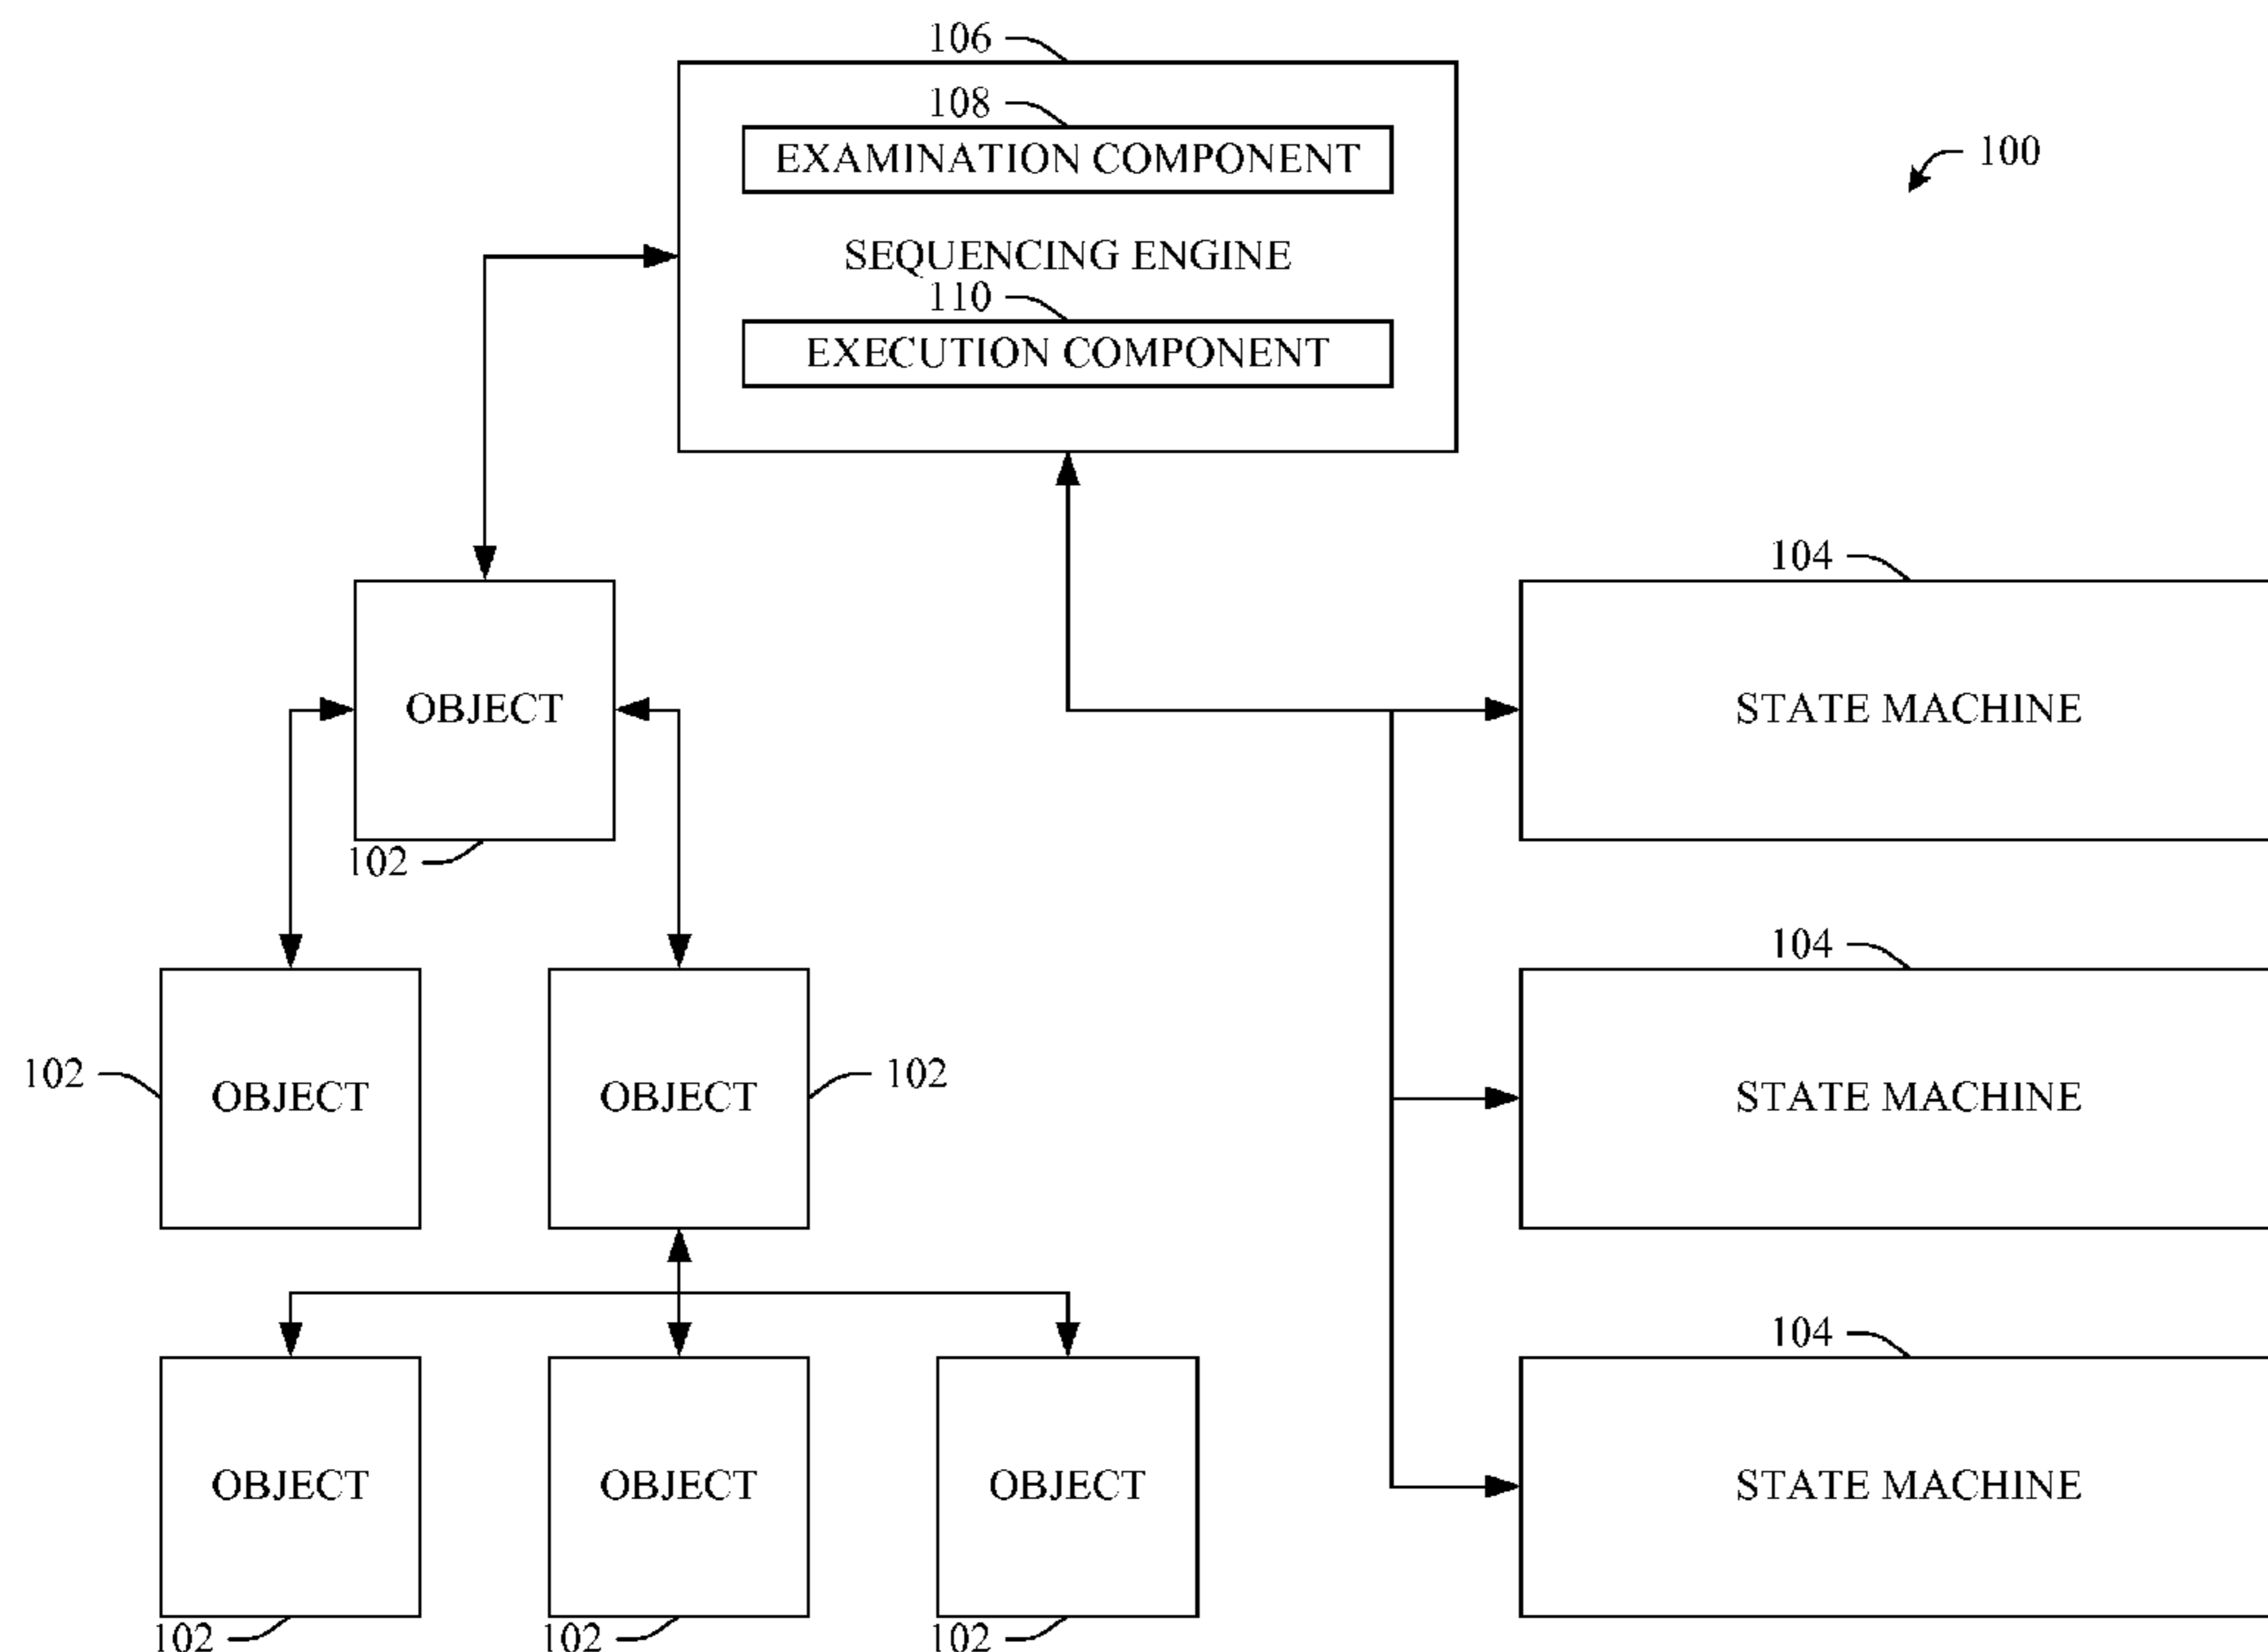 106
108
EXAMINATION COMPONENT
100
SEQUENCING ENGINE
110
EXECUTION COMPONENT
104
OBJECT
STATE MACHINE
102
104
102
OBJECT
OBJECT
102
STATE MACHINE
104
OBJECT
OBJECT
OBJECT
STATE MACHINE
102
102
102